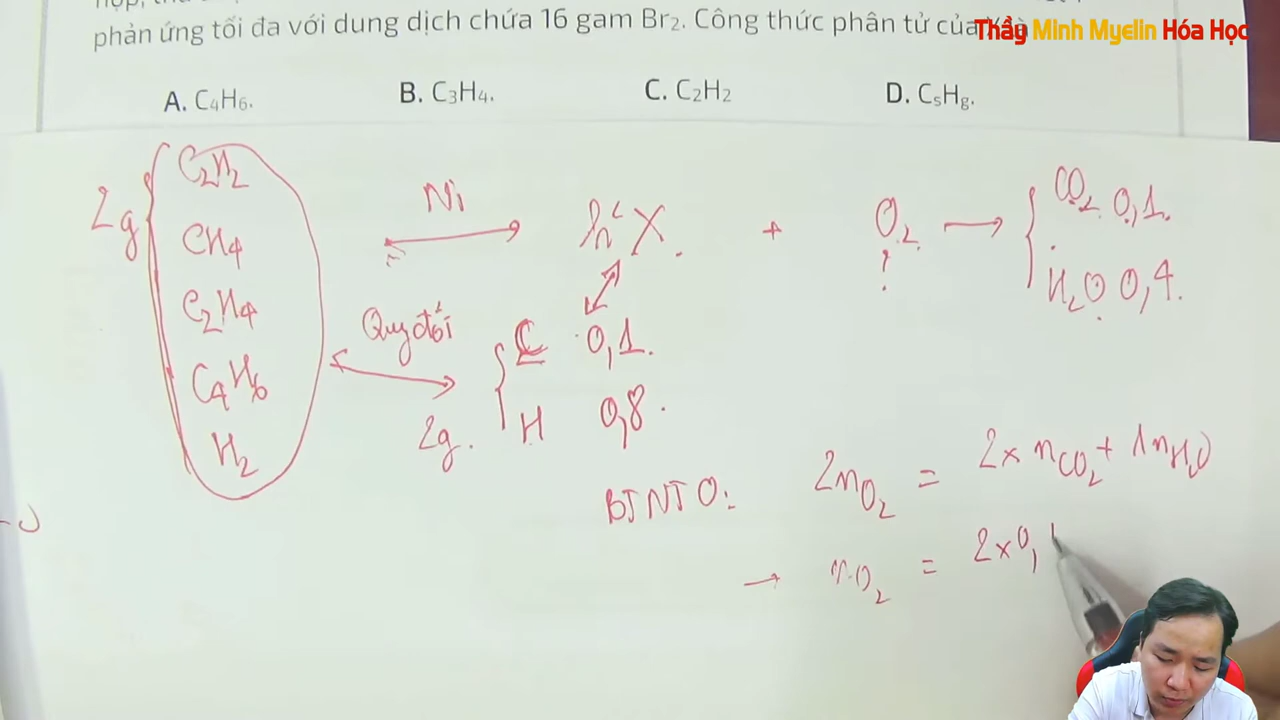 phản ứng tối đa với dung dịch chứa 16 gam Br₂. Công thức phân tử của
Thầy Minh Myelin Hóa Học
A. C₄H₆. B. C₃H₄. C. C₂H₂ D. C₅H₈.
2g
C₂H₂
CH₄
C₂H₄
C₄H₆
H₂
Ni
h² X. + O₂ → CO₂ 0,1.
?
H₂O 0,4.
Quy đổi
2g.
C 0,1.
H 0,8.
BTNT O: 2nO₂ = 2 x nCO₂ + 1nH₂O
→ nO₂ = 2 x 0,1